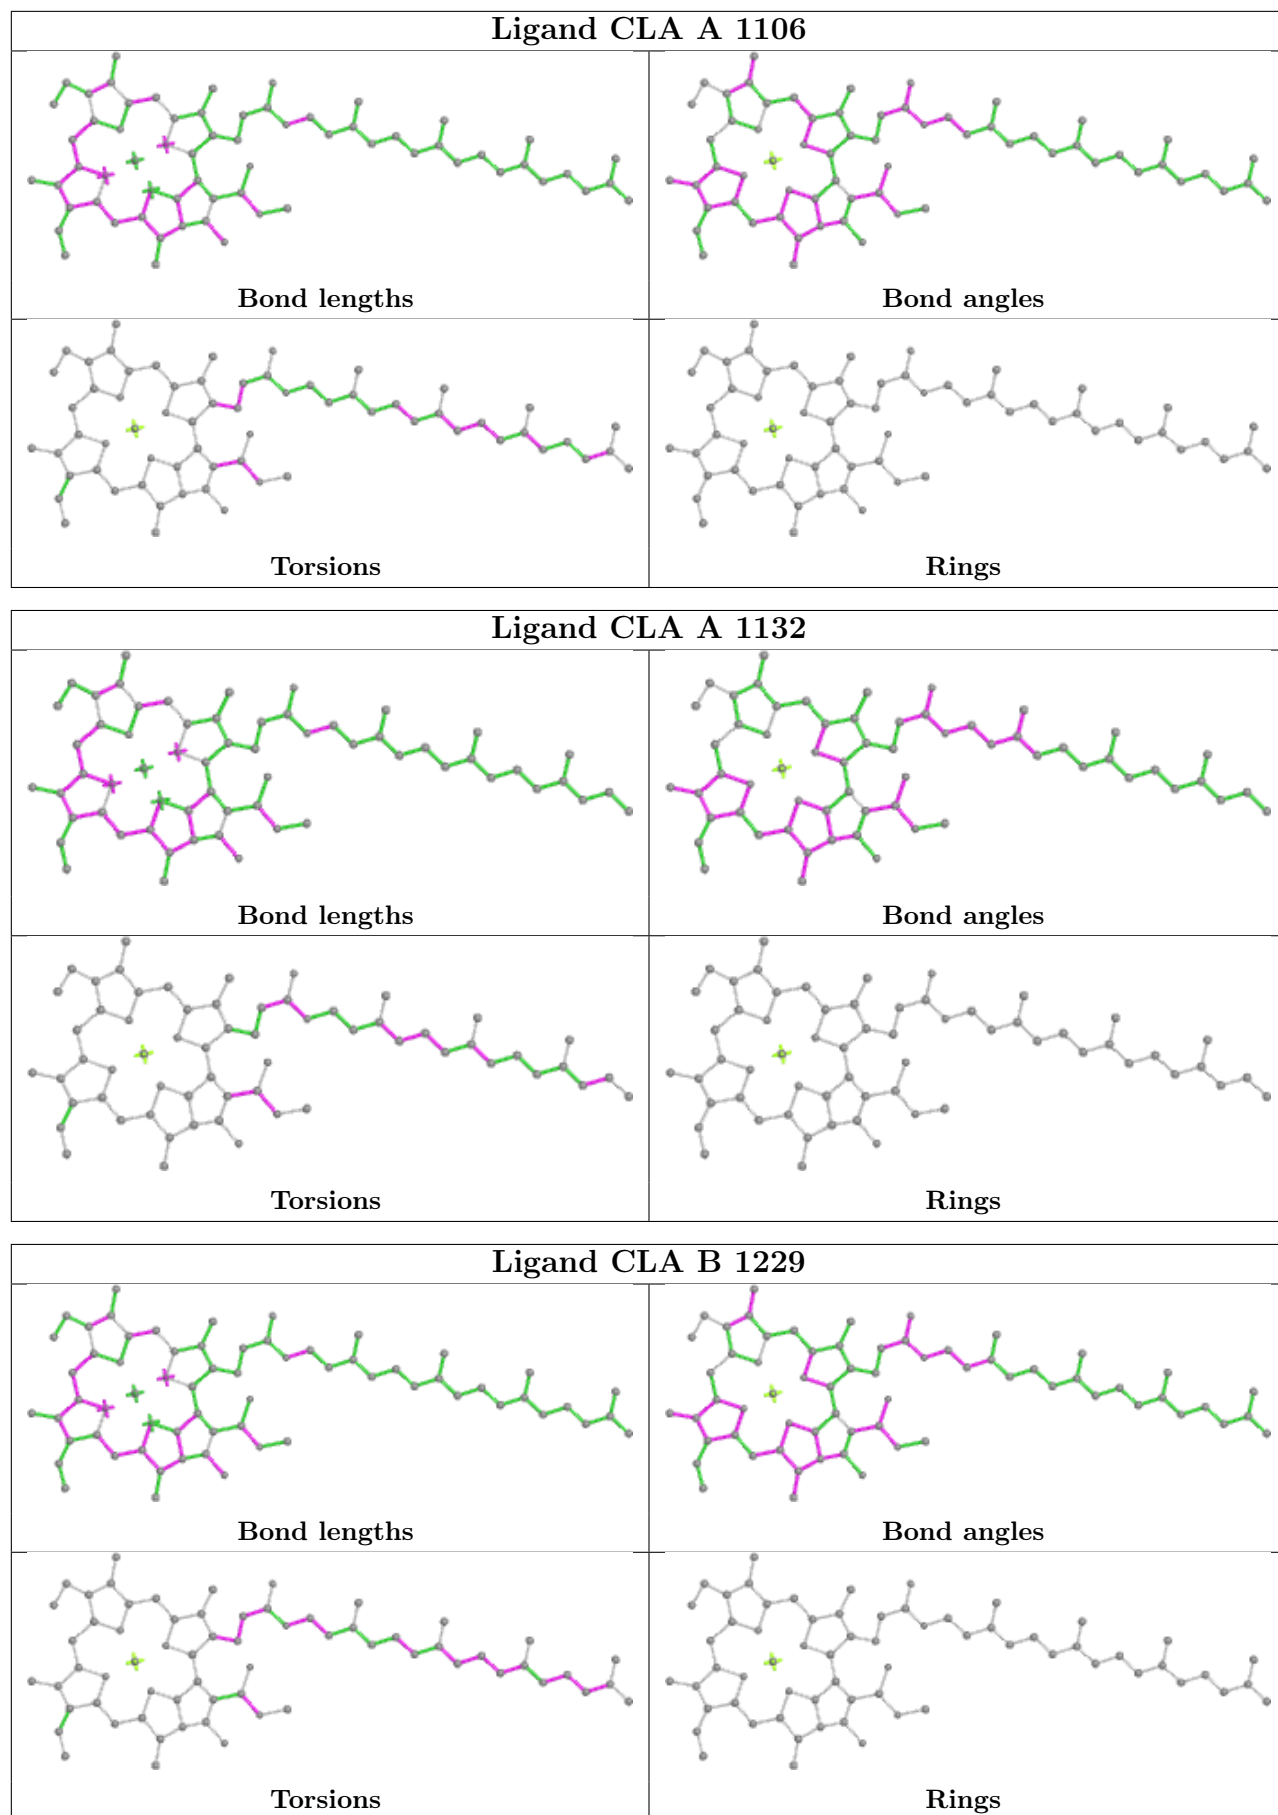 Ligand CLA A 1106
Bond lengths
Bond angles
Torsions
Rings
Ligand CLA A 1132
Bond lengths
Bond angles
Torsions
Rings
Ligand CLA B 1229
Bond lengths
Bond angles
Torsions
Rings